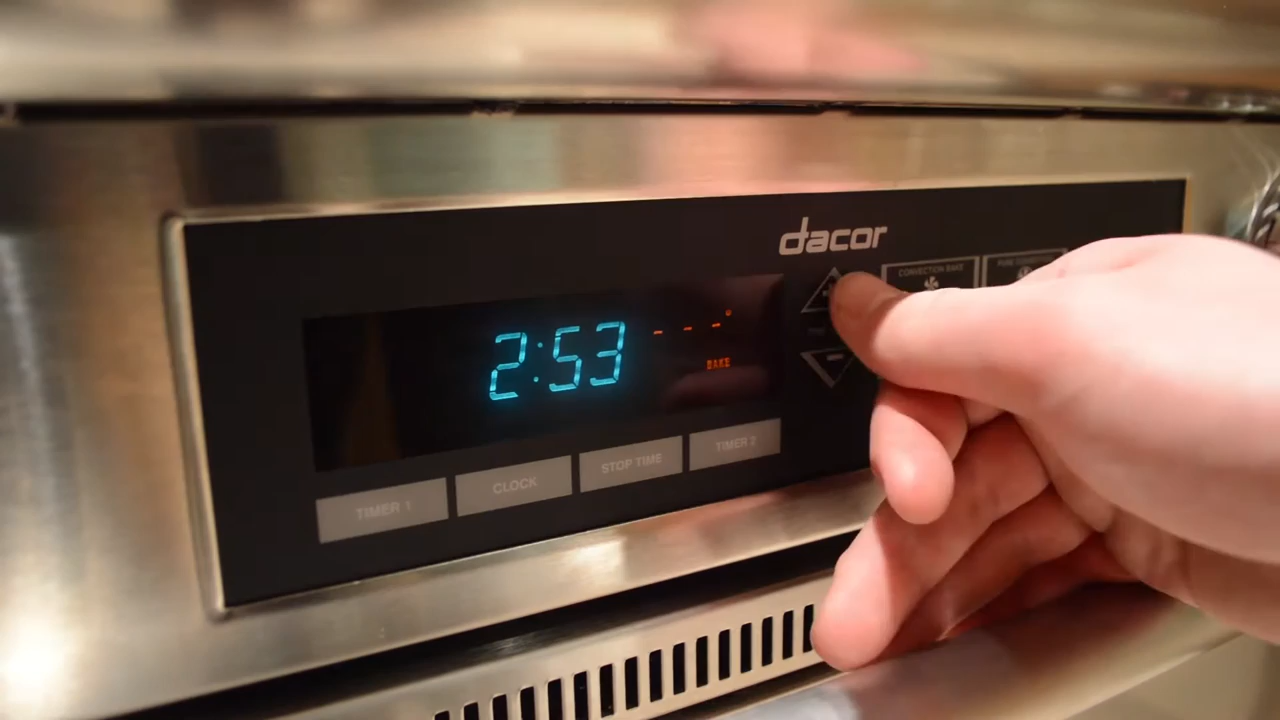 dacor
CONVECTION BAKE
2:53
- - -°
BAKE
TIMER 1
CLOCK
STOP TIME
TIMER 2